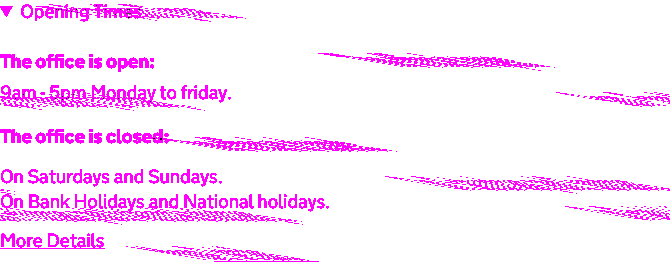 ▼ Opening Times
The office is open:
9am - 5pm Monday to friday.
The office is closed:
On Saturdays and Sundays.
On Bank Holidays and National holidays.
More Details